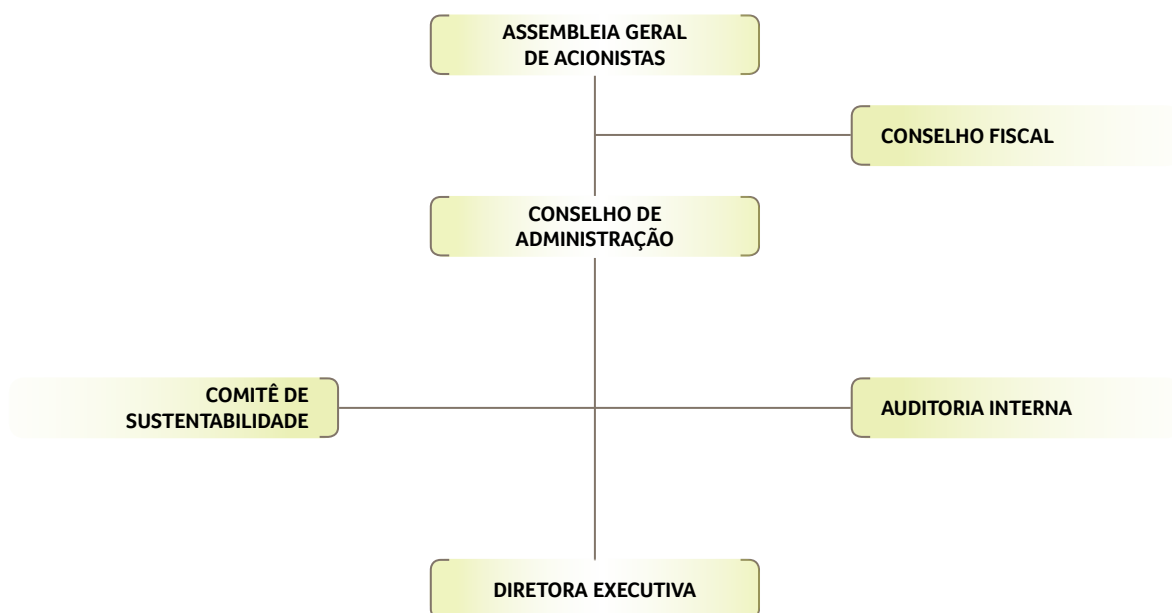 ASSEMBLEIA GERAL
DE ACIONISTAS
CONSELHO FISCAL
CONSELHO DE
ADMINISTRAÇÃO
COMITÊ DE
SUSTENTABILIDADE
AUDITORIA INTERNA
DIRETORA EXECUTIVA